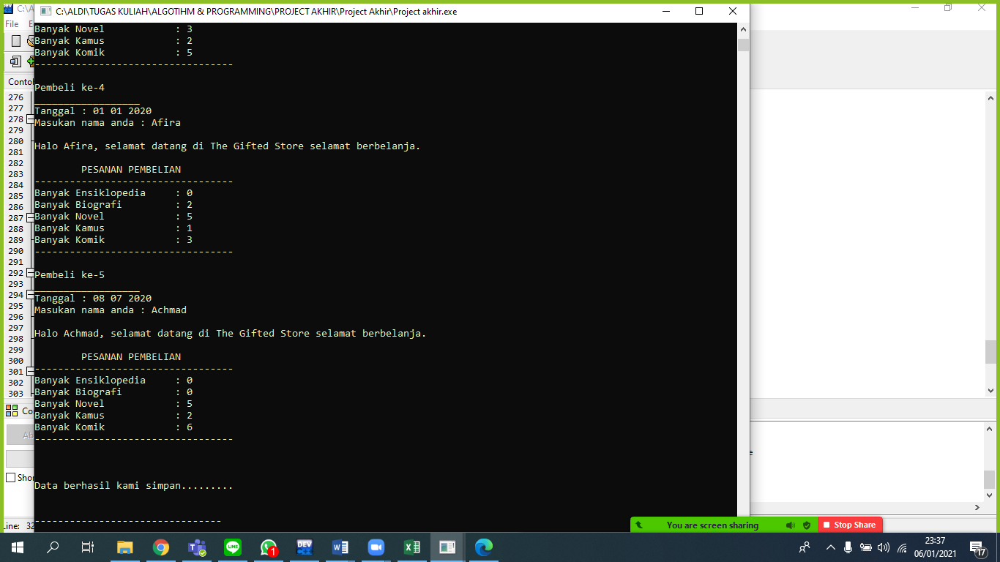 C:\ALDI\TUGAS KULIAH\ALGOTIHM & PROGRAMMING\PROJECT AKHIR\Project Akhir\Project akhir.exe
File
Banyak Novel : 3
Banyak Kamus : 2
Banyak Komik : 5
----------------------------------
Pembeli ke-4
__________________
Tanggal : 01 01 2020
Masukan nama anda : Afira
Halo Afira, selamat datang di The Gifted Store selamat berbelanja.
PESANAN PEMBELIAN
----------------------------------
Banyak Ensiklopedia : 0
Banyak Biografi : 2
Banyak Novel : 5
Banyak Kamus : 1
Banyak Komik : 3
----------------------------------
Pembeli ke-5
__________________
Tanggal : 08 07 2020
Masukan nama anda : Achmad
Halo Achmad, selamat datang di The Gifted Store selamat berbelanja.
PESANAN PEMBELIAN
----------------------------------
Banyak Ensiklopedia : 0
Banyak Biografi : 0
Banyak Novel : 5
Banyak Kamus : 2
Banyak Komik : 6
----------------------------------
Data berhasil kami simpan.........
--------------------------------
276
277
278
279
280
281
282
283
284
285
286
287
288
289
290
291
292
293
294
295
296
297
298
299
300
301
302
303
You are screen sharing
Stop Share
DEV
1
23:37
06/01/2021
17